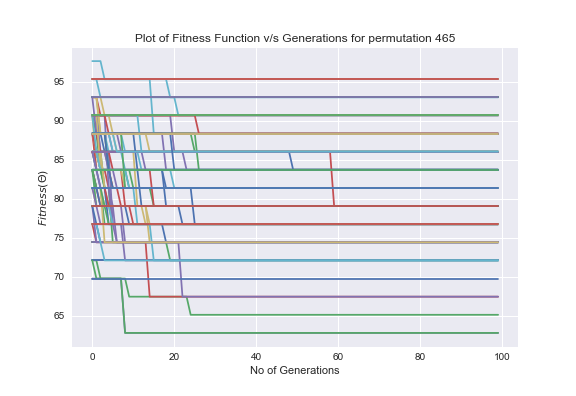 Plot of Fitness Function v/s Generations for permutation 465
Fitness(Θ)
95
90
85
80
75
70
65
0 20 40 60 80 100
No of Generations